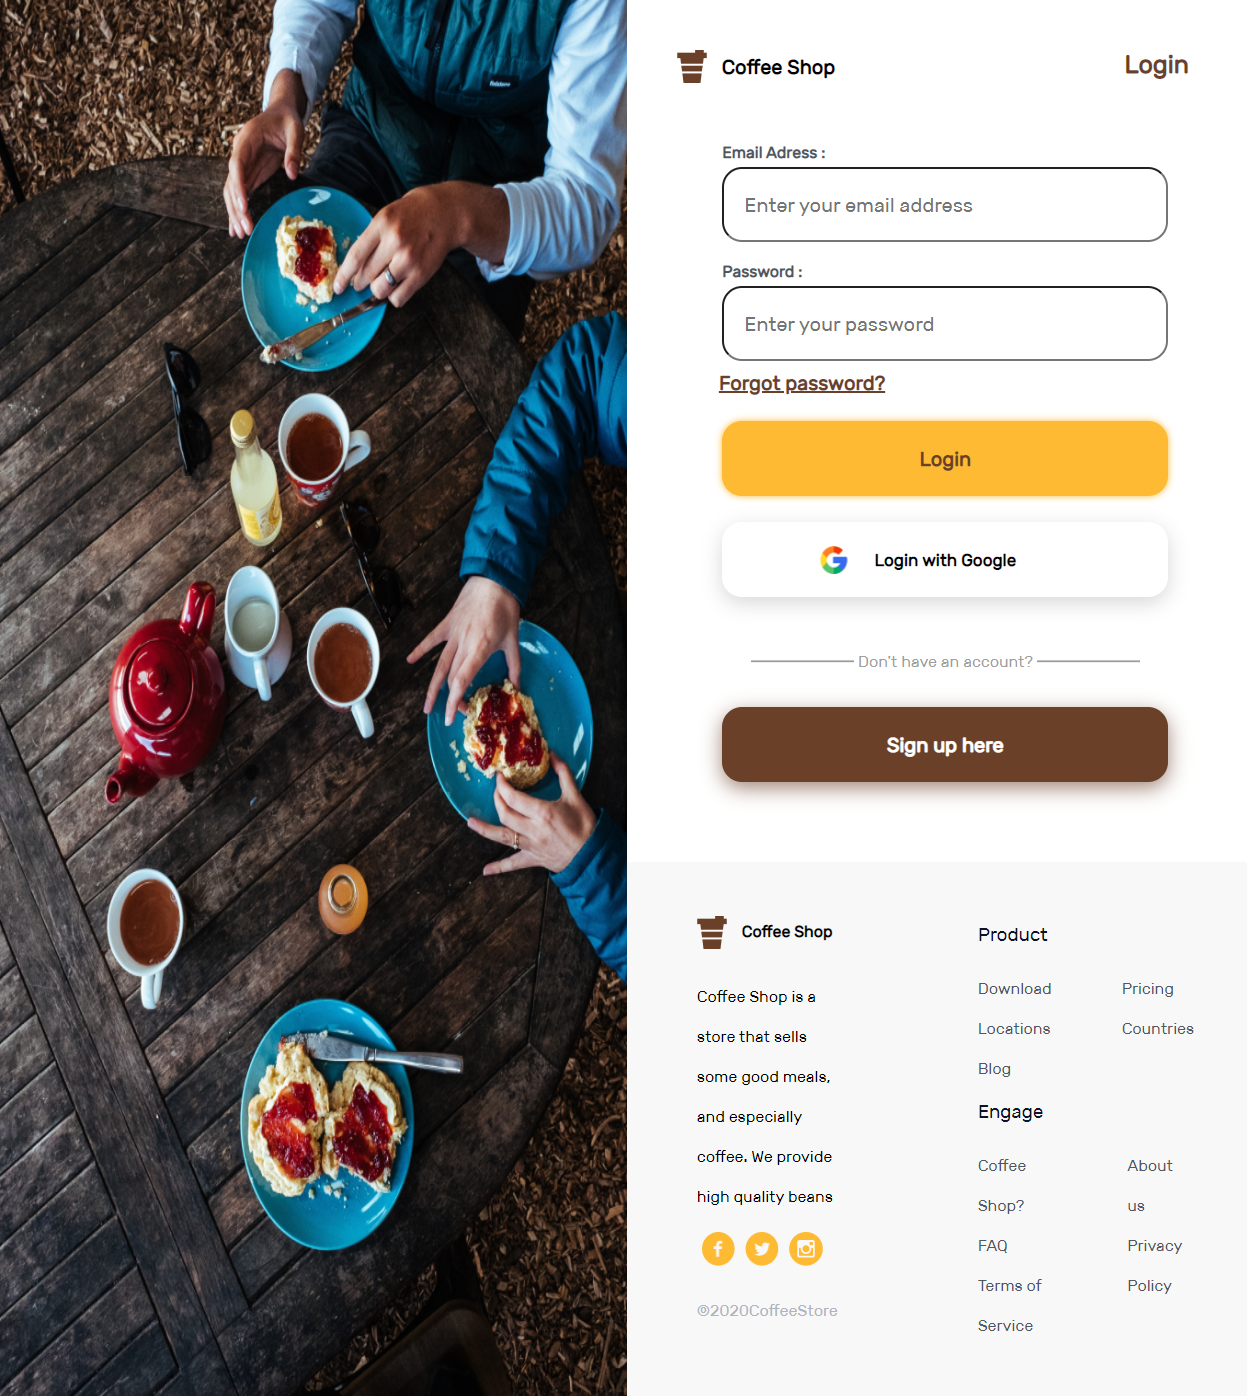 Coffee Shop
Login
Email Adress :
Enter your email address
Password :
Enter your password
Forgot password?
Login
Login with Google
Don't have an account?
Sign up here
Coffee Shop
Coffee Shop is a
store that sells
some good meals,
and especially
coffee. We provide
high quality beans
©2020CoffeeStore
Product
Download
Pricing
Locations
Countries
Blog
Engage
Coffee
Shop?
About
us
FAQ
Privacy
Policy
Terms of
Service